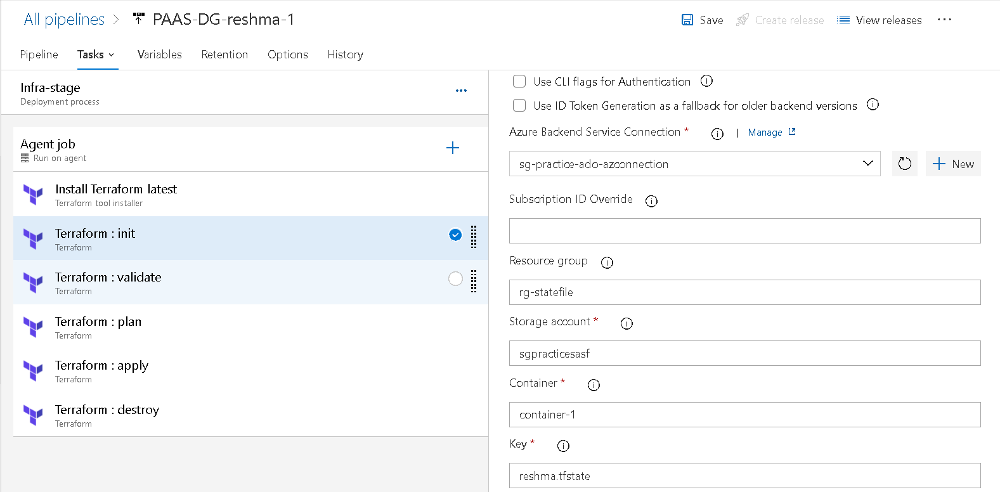 All pipelines > PAAS-DG-reshma-1
Save Create release View releases ...
Pipeline Tasks Variables Retention Options History
Infra-stage
Deployment process
Agent job
Run on agent
Install Terraform latest
Terraform tool installer
Terraform : init
Terraform
Terraform : validate
Terraform
Terraform : plan
Terraform
Terraform : apply
Terraform
Terraform : destroy
Terraform
Use CLI flags for Authentication
Use ID Token Generation as a fallback for older backend versions
Azure Backend Service Connection * | Manage
sg-practice-ado-azconnection
New
Subscription ID Override
Resource group
rg-statefile
Storage account *
sgpracticesasf
Container *
container-1
Key *
reshma.tfstate